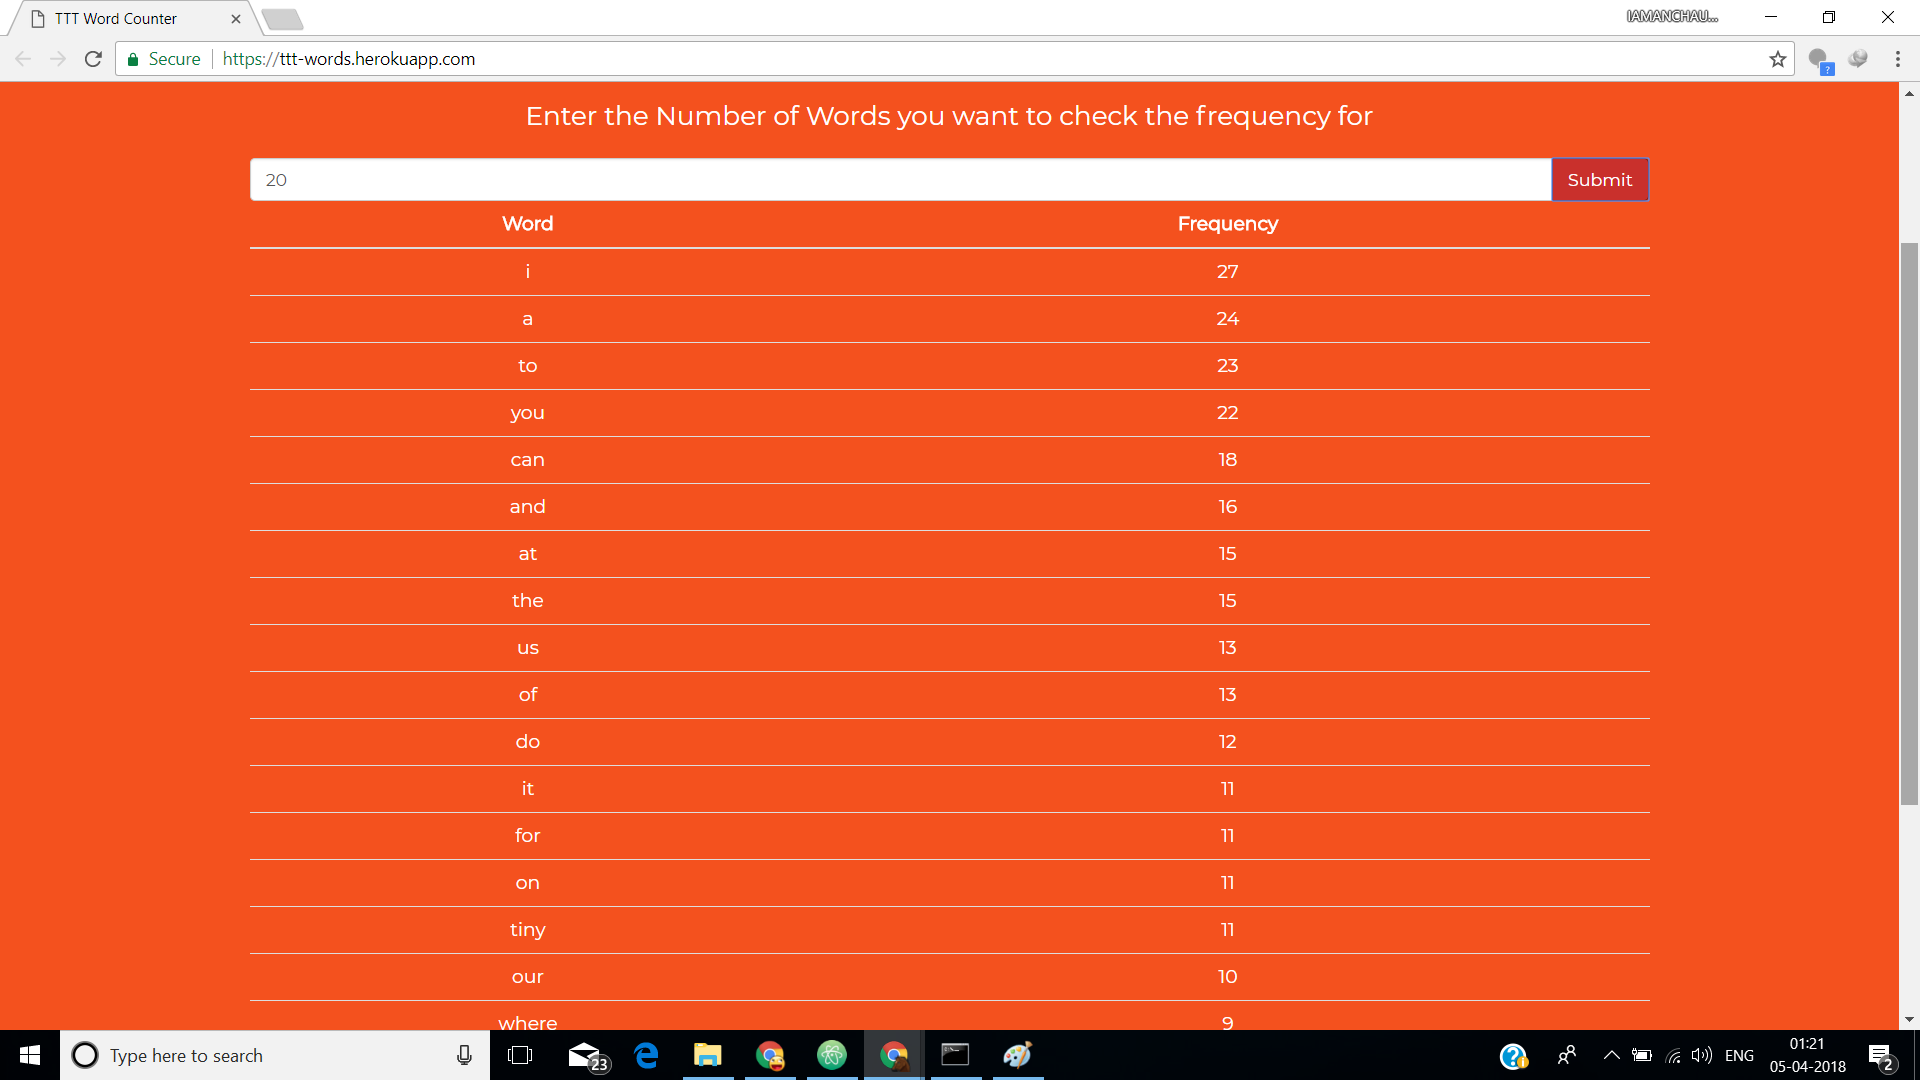 TTT Word Counter
IAMANCHAU...
Secure https://ttt-words.herokuapp.com
?
Enter the Number of Words you want to check the frequency for
20 Submit
Word Frequency
i 27
a 24
to 23
you 22
can 18
and 16
at 15
the 15
us 13
of 13
do 12
it 11
for 11
on 11
tiny 11
our 10
where 9
Type here to search
23
?
ENG
01:21
05-04-2018
2